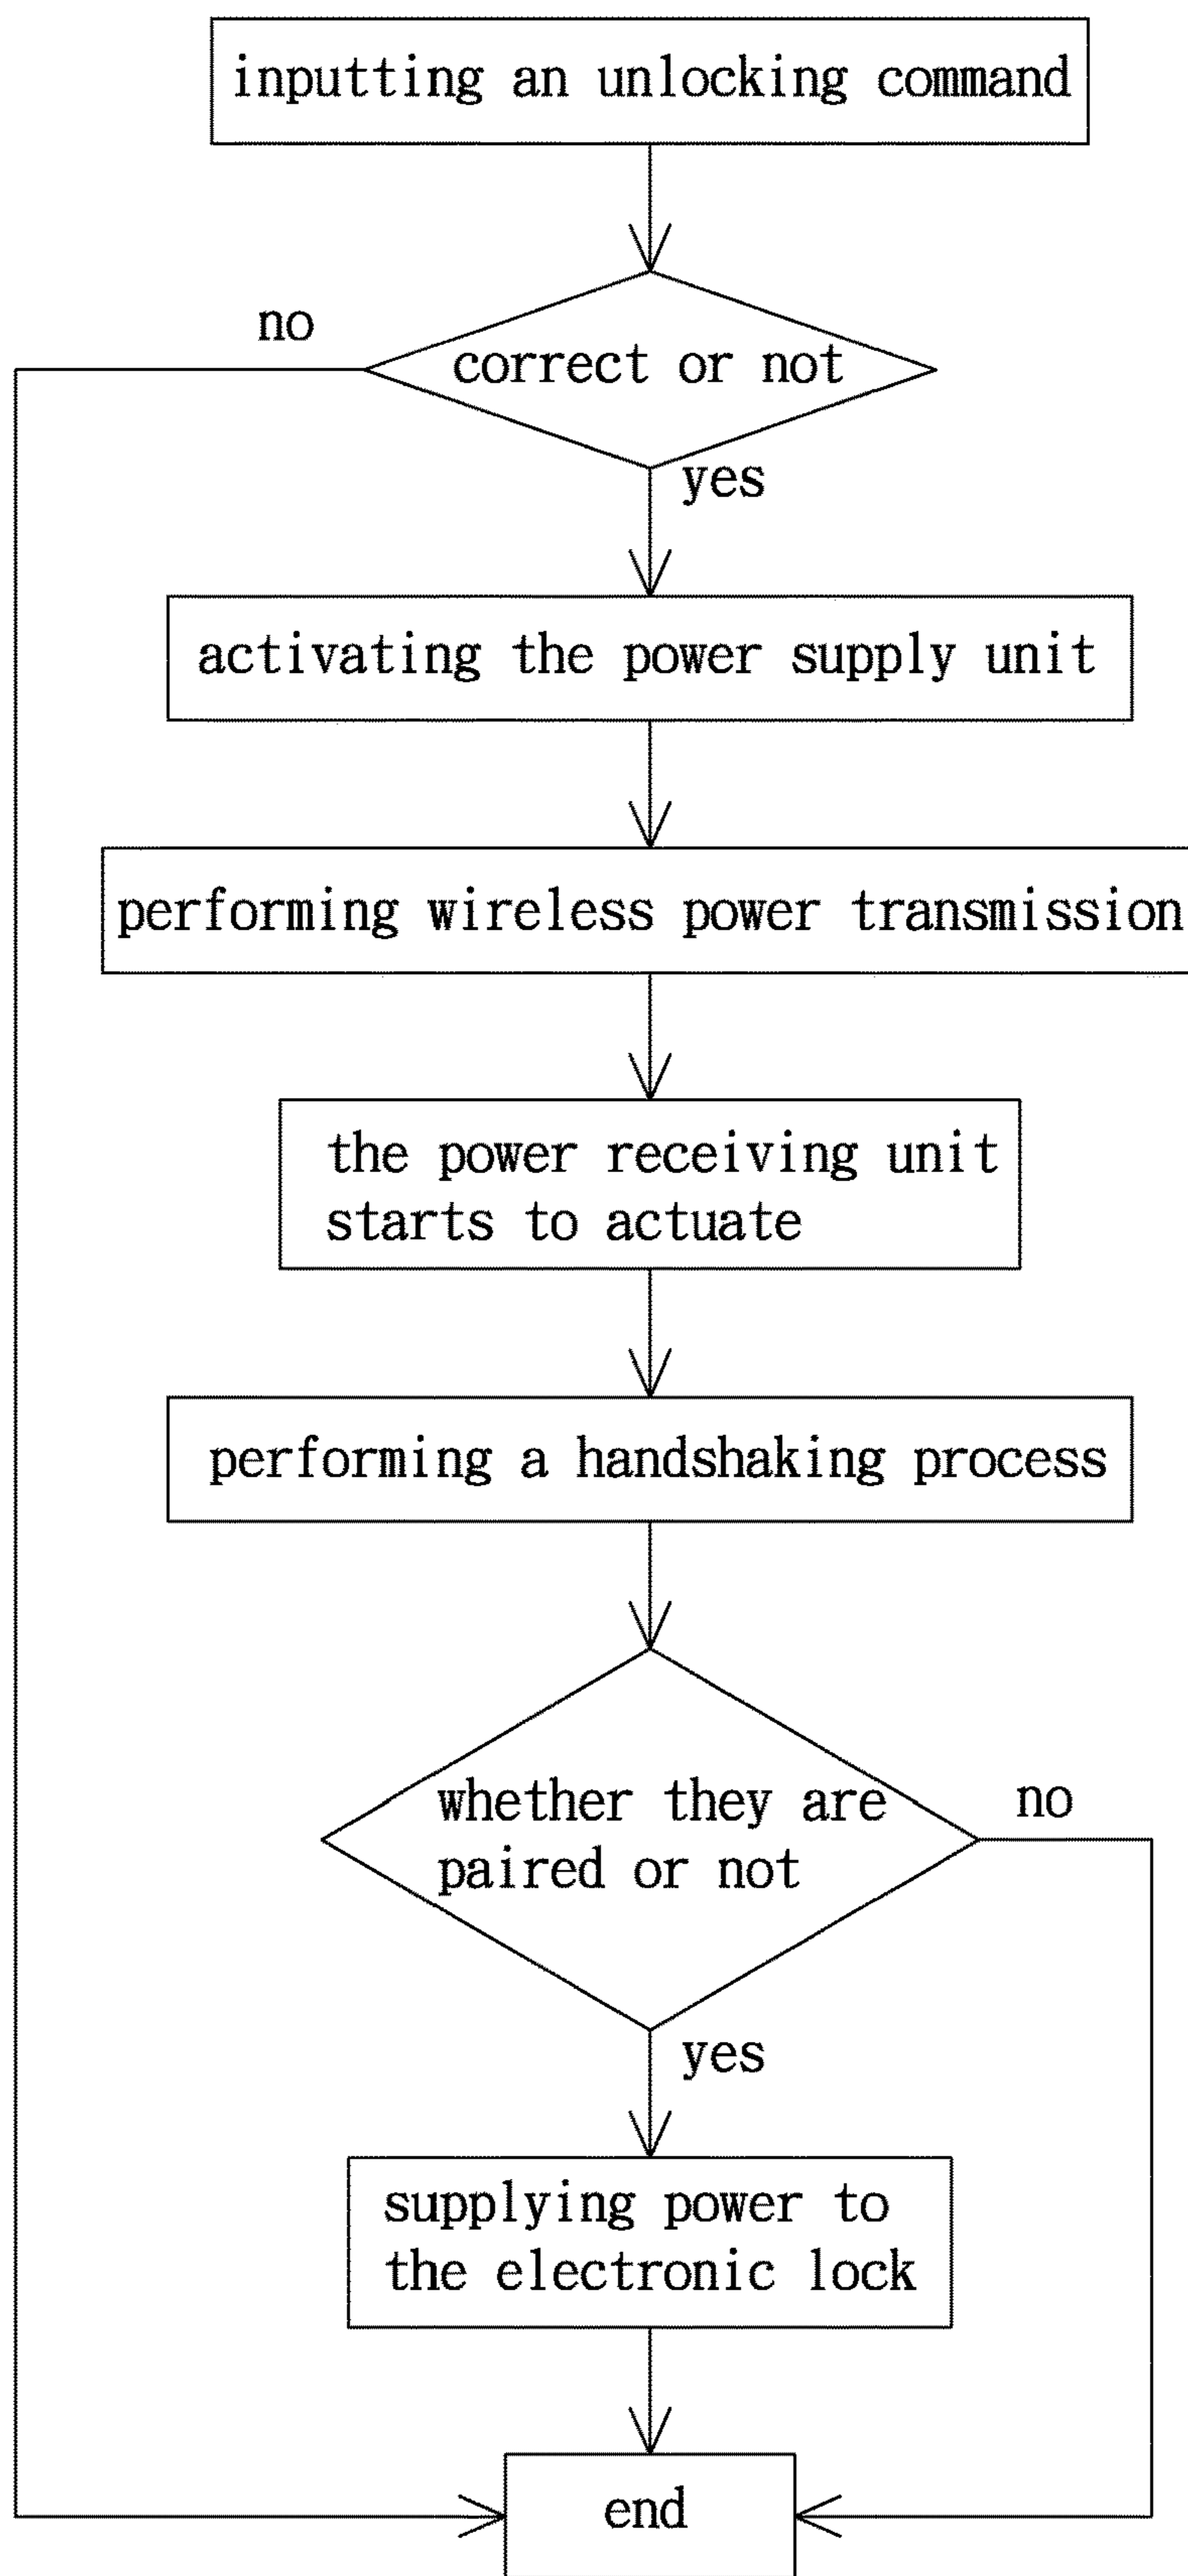 inputting an unlocking command
no
correct or not
yes
activating the power supply unit
performing wireless power transmission
the power receiving unit
starts to actuate
performing a handshaking process
whether they are
paired or not
no
yes
supplying power to
the electronic lock
end